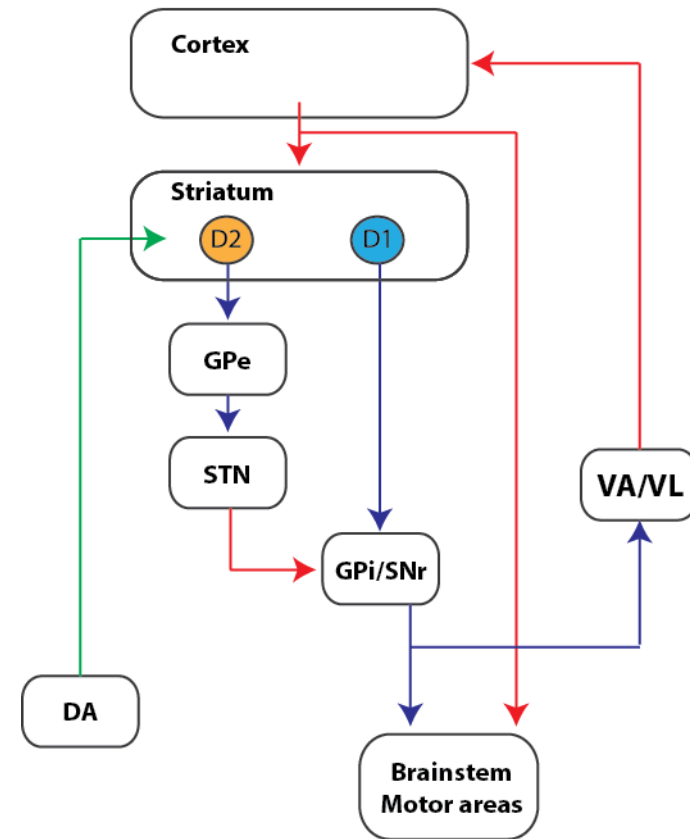 Cortex
Striatum
D2
D1
GPe
STN
VA/VL
GPi/SNr
DA
Brainstem
Motor areas